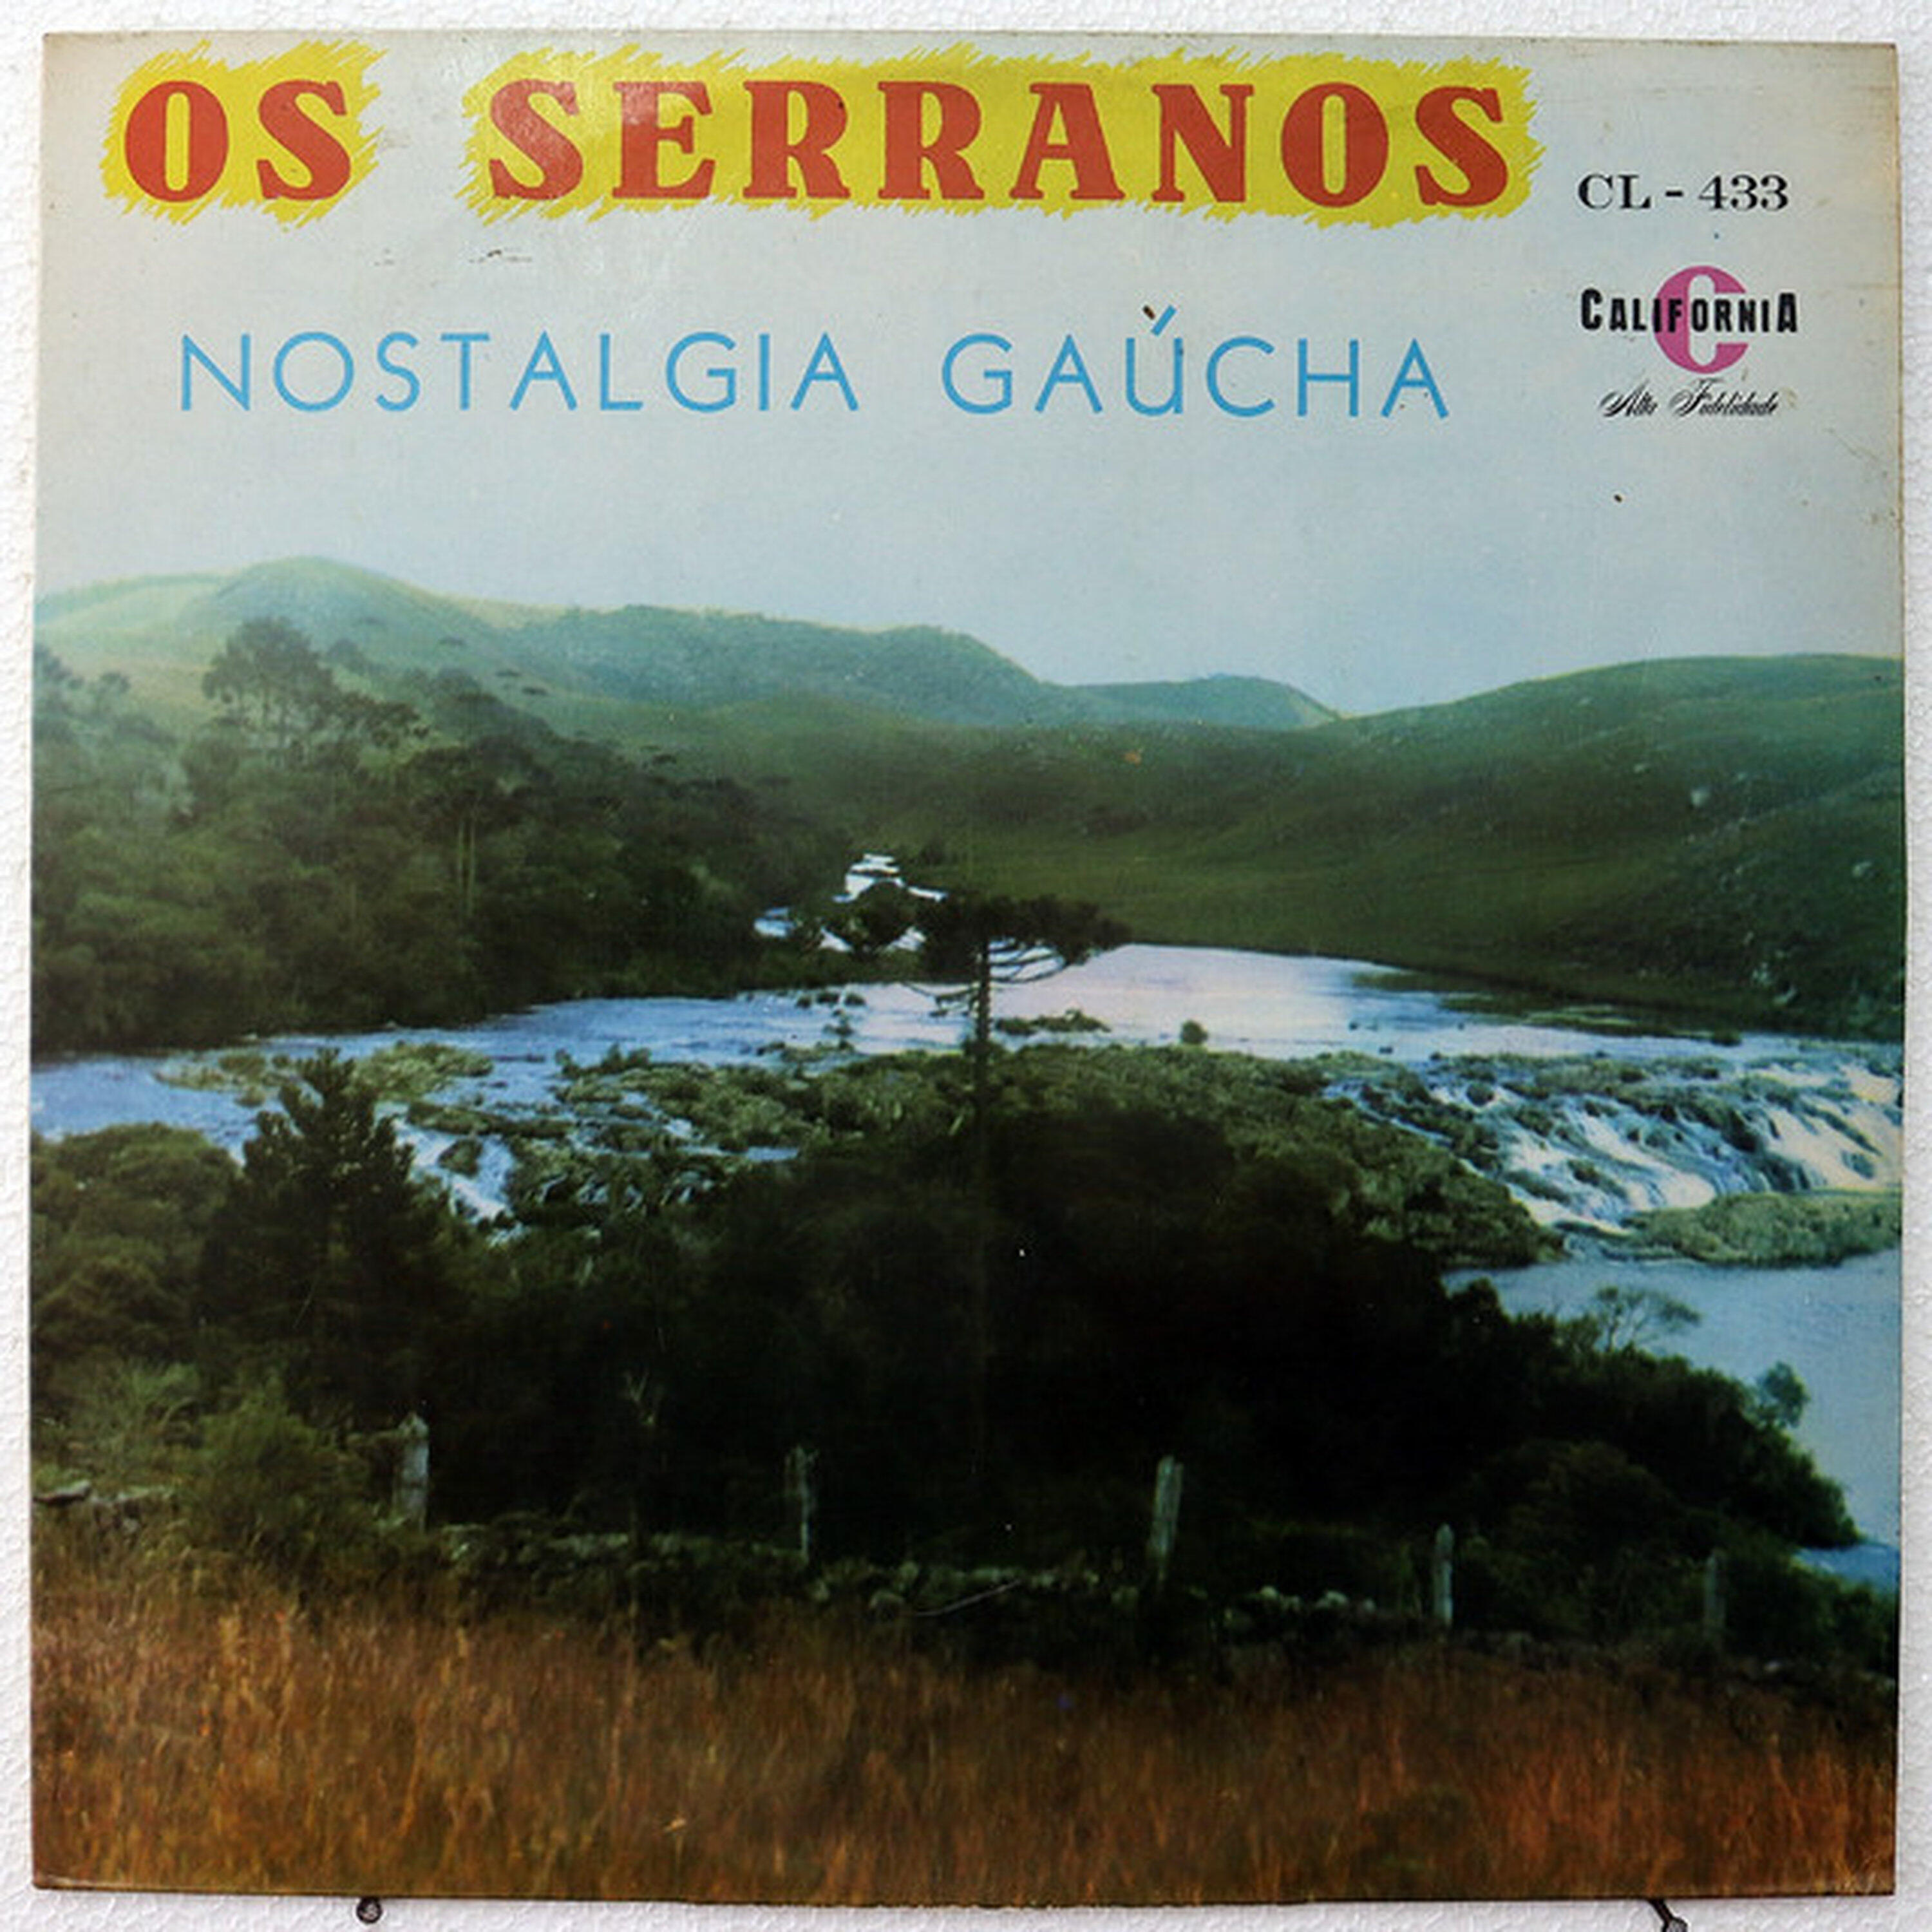 OS SERRANOS
CL - 433
NOSTALGIA GAÚCHA
CALIFORNIA
Alta Fidelidade